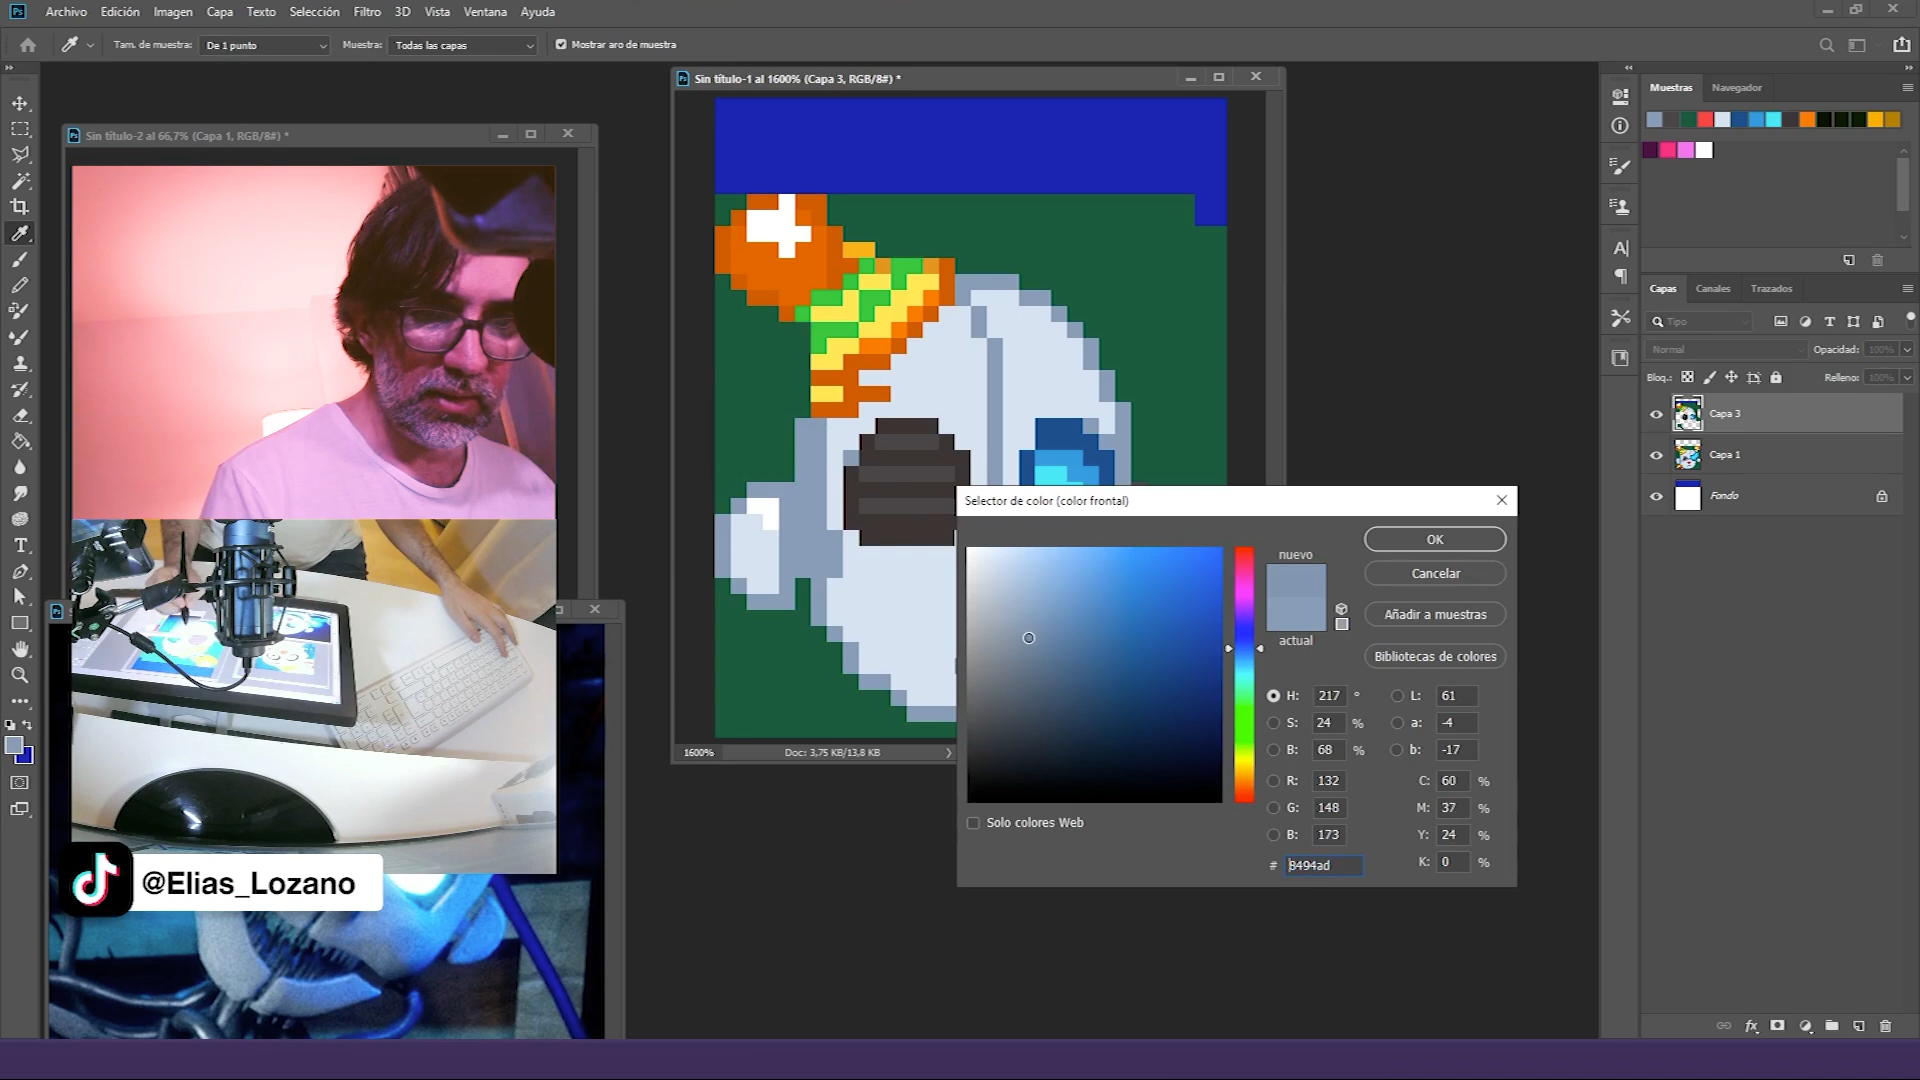 Ps Archivo Edición Imagen Capa Texto Selección Filtro 3D Vista Ventana Ayuda
Tam. de muestra: De 1 punto Muestra: Todas las capas Mostrar aro de muestra
Sin título-1 al 1600% (Capa 3, RGB/8#) *
Sin título-2 al 66,7% (Capa 1, RGB/8#) *
1600% Doc: 3,75 KB/13,8 KB
Selector de color (color frontal)
OK
nuevo
Cancelar
Añadir a muestras
actual
Bibliotecas de colores
H: 217 ° L: 61
S: 24 % a: -4
B: 68 % b: -17
R: 132 C: 60 %
G: 148 M: 37 %
B: 173 Y: 24 %
# 8494ad K: 0 %
Solo colores Web
Muestras Navegador
Capas Canales Trazados
Tipo
Normal Opacidad: 100%
Bloq.: Relleno: 100%
Capa 3
Capa 1
Fondo
@Elias_Lozano